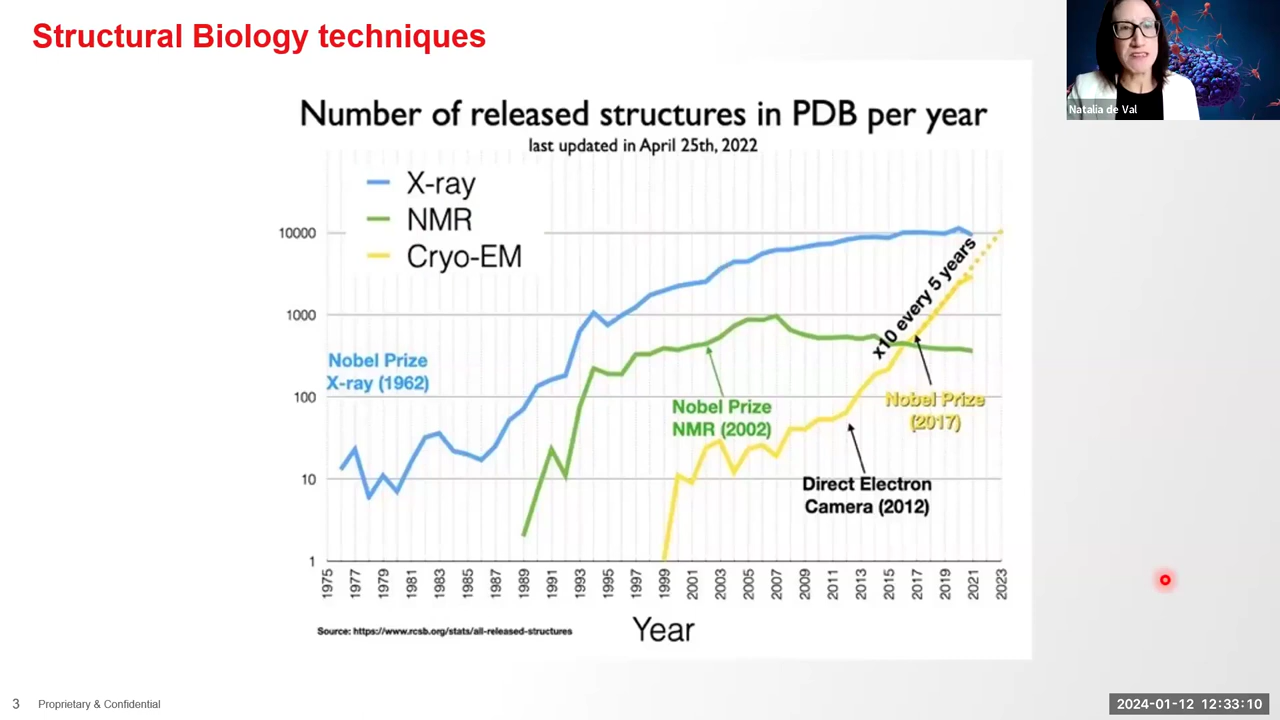 Structural Biology techniques
Natalia de Val
Number of released structures in PDB per year
last updated in April 25th, 2022
X-ray
NMR
Cryo-EM
10000
1000
100
10
1
Nobel Prize
X-ray (1962)
Nobel Prize
NMR (2002)
x10 every 5 years
Nobel Prize
(2017)
Direct Electron
Camera (2012)
1975 1977 1979 1981 1983 1985 1987 1989 1991 1993 1995 1997 1999 2001 2003 2005 2007 2009 2011 2013 2015 2017 2019 2021 2023
Source: https://www.rcsb.org/stats/all-released-structures
Year
3 Proprietary & Confidential
2024-01-12 12:33:10